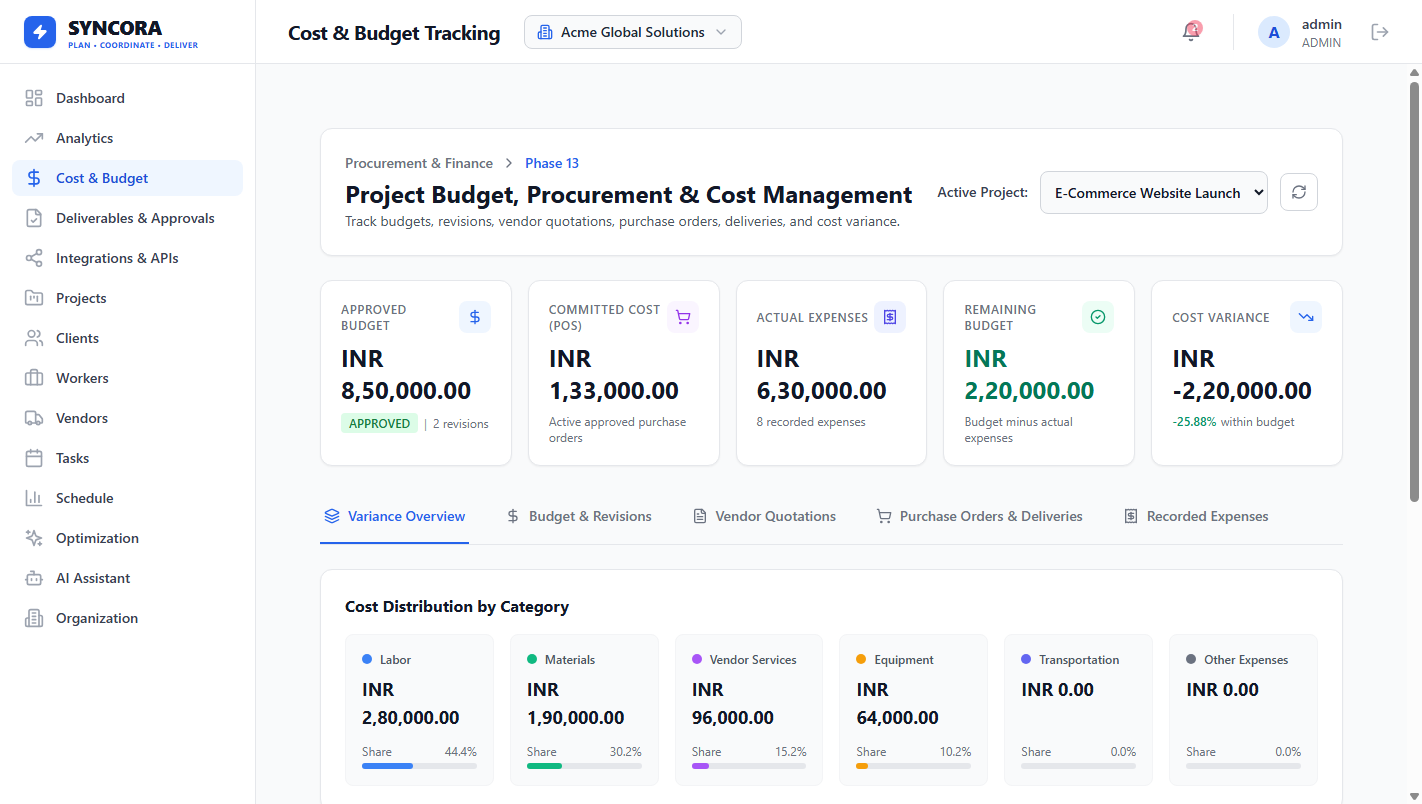 SYNCORA
PLAN • COORDINATE • DELIVER
Cost & Budget Tracking
Acme Global Solutions
A
admin
ADMIN
Dashboard
Analytics
Cost & Budget
Deliverables & Approvals
Integrations & APIs
Projects
Clients
Workers
Vendors
Tasks
Schedule
Optimization
AI Assistant
Organization
Procurement & Finance > Phase 13
Project Budget, Procurement & Cost Management
Track budgets, revisions, vendor quotations, purchase orders, deliveries, and cost variance.
Active Project:
E-Commerce Website Launch
APPROVED
BUDGET
INR
8,50,000.00
APPROVED | 2 revisions
COMMITTED COST
(POS)
INR
1,33,000.00
Active approved purchase
orders
ACTUAL EXPENSES
INR
6,30,000.00
8 recorded expenses
REMAINING
BUDGET
INR
2,20,000.00
Budget minus actual
expenses
COST VARIANCE
INR
-2,20,000.00
-25.88% within budget
Variance Overview
Budget & Revisions
Vendor Quotations
Purchase Orders & Deliveries
Recorded Expenses
Cost Distribution by Category
Labor
INR
2,80,000.00
Share 44.4%
Materials
INR
1,90,000.00
Share 30.2%
Vendor Services
INR
96,000.00
Share 15.2%
Equipment
INR
64,000.00
Share 10.2%
Transportation
INR 0.00
Share 0.0%
Other Expenses
INR 0.00
Share 0.0%